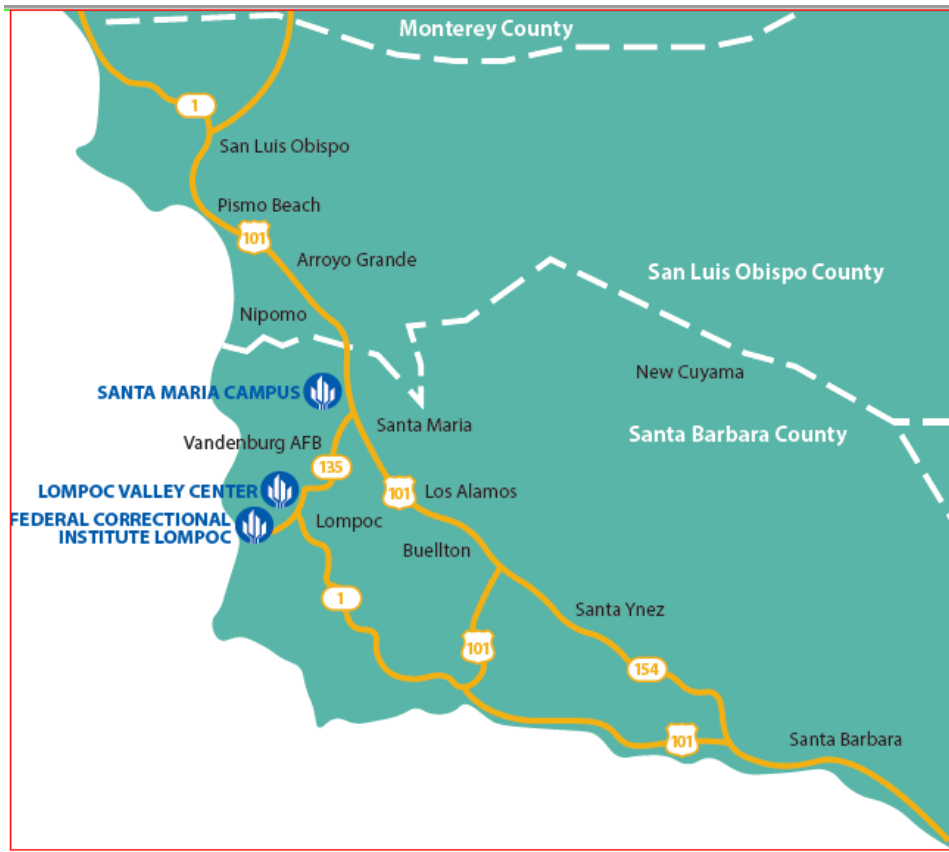 Monterey County
1
San Luis Obispo
Pismo Beach
101
Arroyo Grande
San Luis Obispo County
Nipomo
New Cuyama
SANTA MARIA CAMPUS
Santa Maria
Santa Barbara County
Vandenburg AFB
135
LOMPOC VALLEY CENTER
101
Los Alamos
FEDERAL CORRECTIONAL
INSTITUTE LOMPOC
Lompoc
Buellton
1
Santa Ynez
101
154
101
Santa Barbara